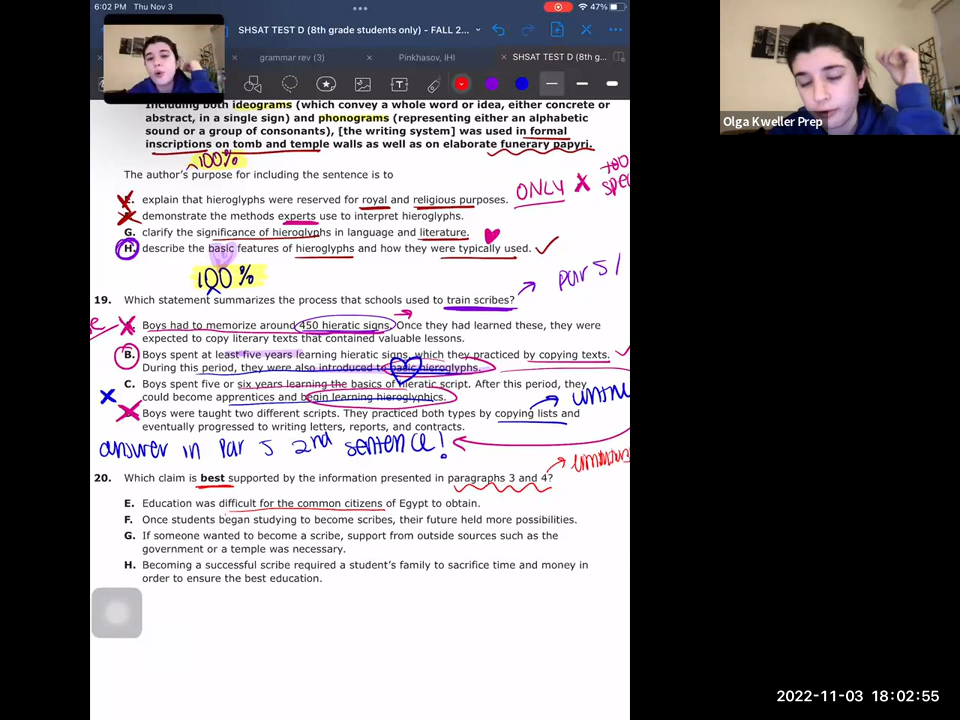 6:02 PM Thu Nov 3
47%
SHSAT TEST D (8th grade students only) - FALL 2...
grammar rev (3)
Pinkhasov, IHI
SHSAT TEST D (8th g...
Olga Kweller Prep
Including both ideograms (which convey a whole word or idea, either concrete or
abstract, in a single sign) and phonograms (representing either an alphabetic
sound or a group of consonants), [the writing system] was used in formal
inscriptions on tomb and temple walls as well as on elaborate funerary papyri.
100%
The author's purpose for including the sentence is to
explain that hieroglyphs were reserved for royal and religious purposes.
ONLY X too
demonstrate the methods experts use to interpret hieroglyphs.
G. clarify the significance of hieroglyphs in language and literature.
H. describe the basic features of hieroglyphs and how they were typically used.
100%
par 5
19. Which statement summarizes the process that schools used to train scribes?
Boys had to memorize around 450 hieratic signs. Once they had learned these, they were
expected to copy literary texts that contained valuable lessons.
B. Boys spent at least five years learning hieratic signs, which they practiced by copying texts.
During this period, they were also introduced to basic hieroglyphs.
C. Boys spent five or six years learning the basics of hieratic script. After this period, they
could become apprentices and begin learning hieroglyphics.
X
Boys were taught two different scripts. They practiced both types by copying lists and
eventually progressed to writing letters, reports, and contracts.
answer in Par 5 2nd sentence!
20. Which claim is best supported by the information presented in paragraphs 3 and 4?
E. Education was difficult for the common citizens of Egypt to obtain.
F. Once students began studying to become scribes, their future held more possibilities.
G. If someone wanted to become a scribe, support from outside sources such as the
government or a temple was necessary.
H. Becoming a successful scribe required a student's family to sacrifice time and money in
order to ensure the best education.
2022-11-03 18:02:55